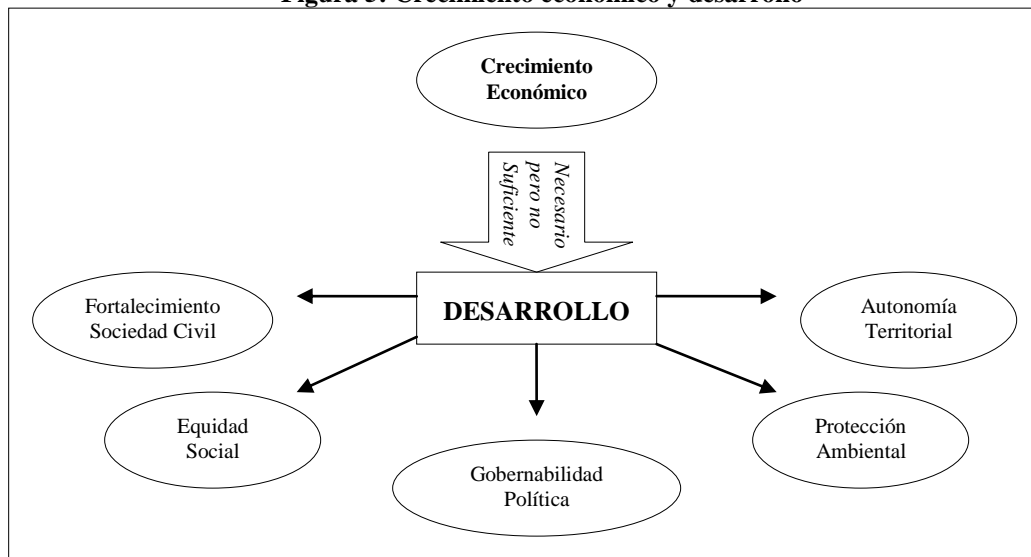 Figura 3: Crecimiento económico y desarrollo
Crecimiento
Económico
Necesario
pero no
Suficiente
DESARROLLO
Fortalecimiento
Sociedad Civil
Autonomía
Territorial
Equidad
Social
Protección
Ambiental
Gobernabilidad
Política